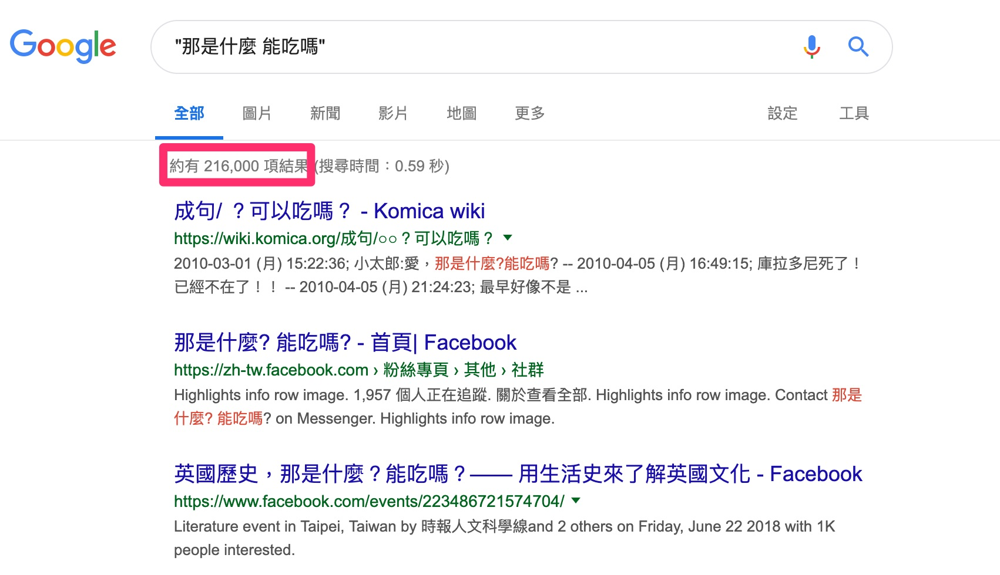 Google
"那是什麼 能吃嗎"
全部 圖片 新聞 影片 地圖 更多 設定 工具
約有 216,000 項結果 (搜尋時間：0.59 秒)
成句/ ？可以吃嗎？ - Komica wiki
https://wiki.komica.org/成句/○○？可以吃嗎？
2010-03-01 (月) 15:22:36; 小太郎:愛，那是什麼?能吃嗎? -- 2010-04-05 (月) 16:49:15; 庫拉多尼死了！
已經不在了！！ -- 2010-04-05 (月) 21:24:23; 最早好像不是 ...
那是什麼? 能吃嗎? - 首頁| Facebook
https://zh-tw.facebook.com › 粉絲專頁 › 其他 › 社群
Highlights info row image. 1,957 個人正在追蹤. 關於查看全部. Highlights info row image. Contact 那是
什麼? 能吃嗎? on Messenger. Highlights info row image.
英國歷史，那是什麼？能吃嗎？—— 用生活史來了解英國文化 - Facebook
https://www.facebook.com/events/223486721574704/
Literature event in Taipei, Taiwan by 時報人文科學線and 2 others on Friday, June 22 2018 with 1K
people interested.